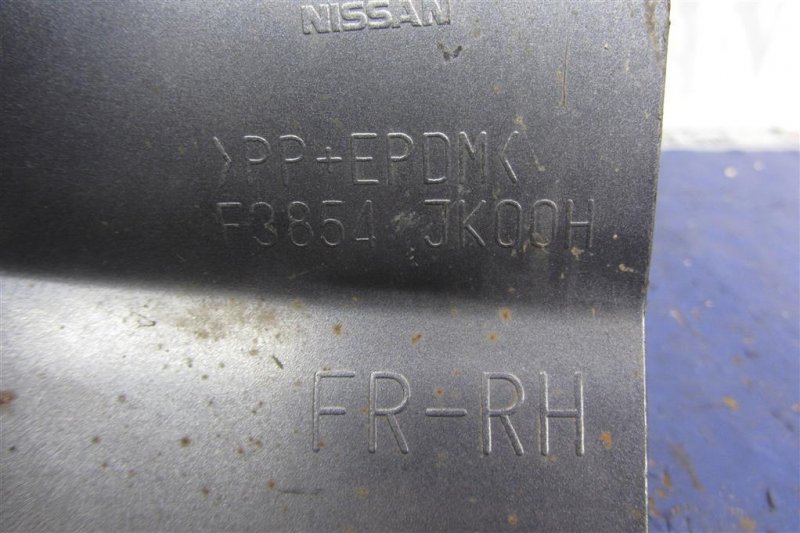 NISSAN
>PP+EPDM<
F3854 JK00H
FR-RH